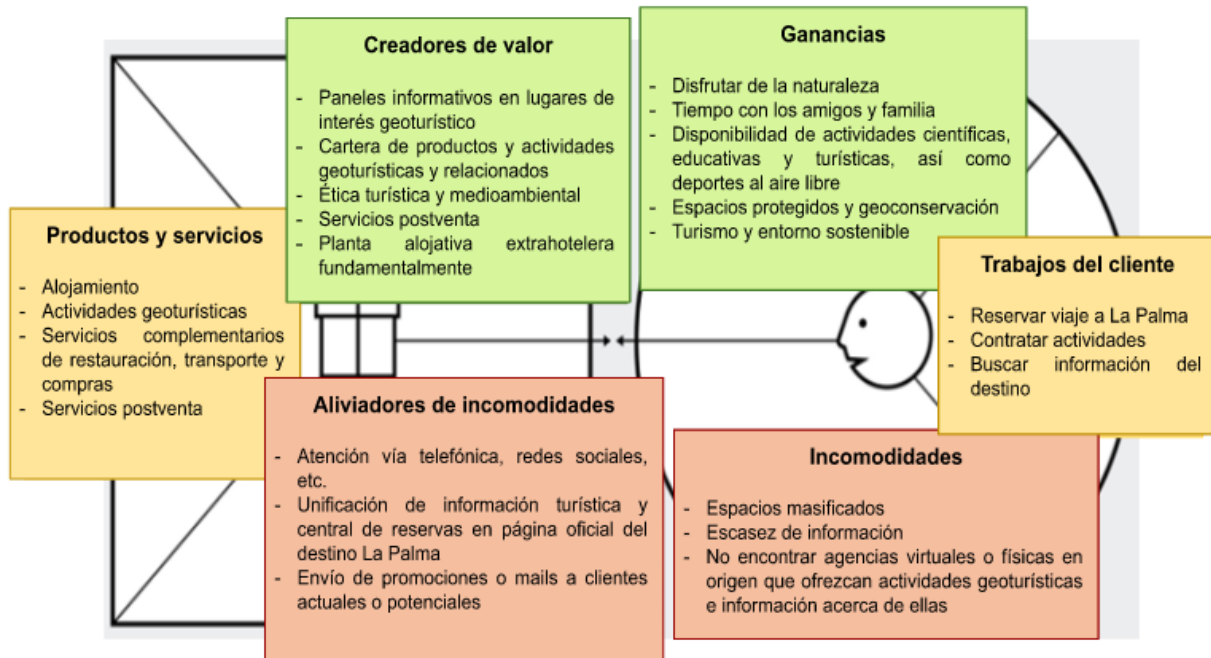 Creadores de valor
- Paneles informativos en lugares de
interés geoturístico
- Cartera de productos y actividades
geoturísticas y relacionados
- Ética turística y medioambiental
- Servicios postventa
- Planta alojativa extrahotelera
fundamentalmente
Ganancias
- Disfrutar de la naturaleza
- Tiempo con los amigos y familia
- Disponibilidad de actividades científicas,
educativas y turísticas, así como
deportes al aire libre
- Espacios protegidos y geoconservación
- Turismo y entorno sostenible
Productos y servicios
- Alojamiento
- Actividades geoturísticas
- Servicios complementarios
de restauración, transporte y
compras
- Servicios postventa
Trabajos del cliente
- Reservar viaje a La Palma
- Contratar actividades
- Buscar información del
destino
Aliviadores de incomodidades
- Atención vía telefónica, redes sociales,
etc.
- Unificación de información turística y
central de reservas en página oficial del
destino La Palma
- Envío de promociones o mails a clientes
actuales o potenciales
Incomodidades
- Espacios masificados
- Escasez de información
- No encontrar agencias virtuales o físicas en
origen que ofrezcan actividades geoturísticas
e información acerca de ellas